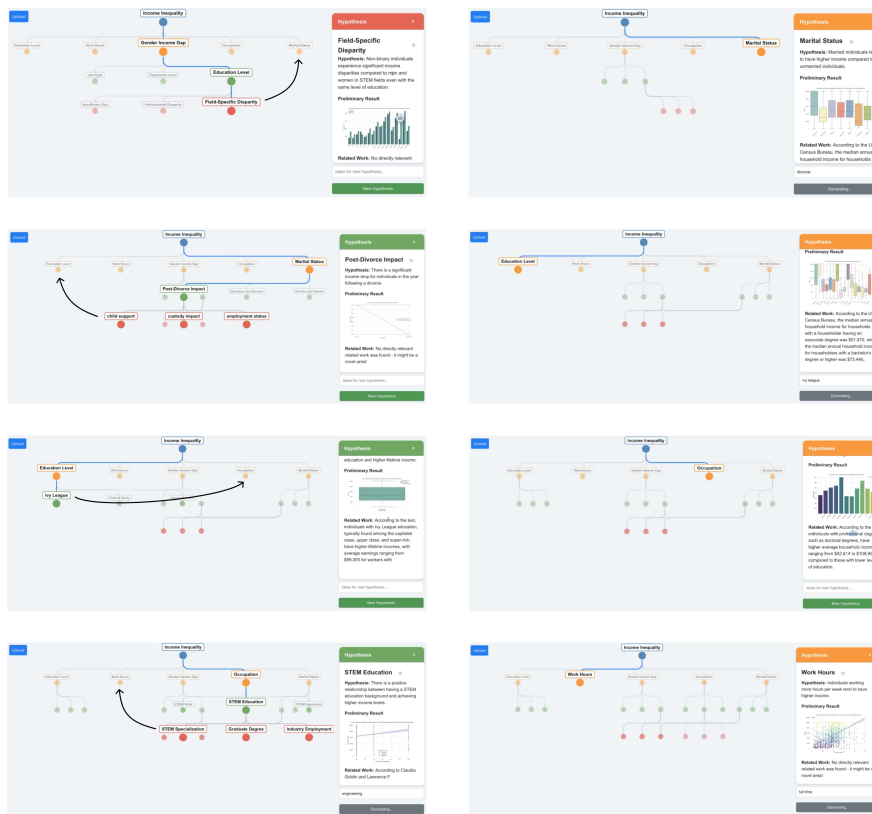 Upload
Income Inequality
Education Level
Work Hours
Gender Income Gap
Occupation
Marital Status
Job Type
Experience Level
Education Level
Non-Binary Gap
Intersectional Disparity
Field-Specific Disparity
Hypothesis
Field-Specific
Disparity
Hypothesis: Non-binary individuals
experience significant income
disparities compared to men and
women in STEM fields even with the
same level of education.
Preliminary Result
Related Work: No directly relevant
Ideas for new hypothesis...
New Hypothesis
Upload
Income Inequality
Education Level
Work Hours
Gender Income Gap
Occupation
Marital Status
Hypothesis
Marital Status
Hypothesis: Married individuals te
to have higher income compared t
unmarried individuals.
Preliminary Result
Related Work: According to the U
Census Bureau, the median annua
household income for households
divorce
Generating..
Upload
Income Inequality
Education Level
Work Hours
Gender Income Gap
Occupation
Marital Status
Post-Divorce Impact
Education and Divorce
Divorce and Gender
child support
custody impact
employment status
Hypothesis
Post-Divorce Impact
Hypothesis: There is a significant
income drop for individuals in the year
following a divorce.
Preliminary Result
Related Work: No directly relevant
related work was found - it might be a
novel area!
Ideas for new hypothesis...
New Hypothesis
Upload
Income Inequality
Education Level
Work Hours
Gender Income Gap
Occupation
Marital Status
Hypothesis
Preliminary Result
Related Work: According to the U
Census Bureau, the median annua
household income for households
with a householder having an
associate degree was $51,970, wh
the median annual household inco
for householders with a bachelor's
degree or higher was $73,446..
ivy league
Generating..
Upload
Income Inequality
Education Level
Work Hours
Gender Income Gap
Occupation
Marital Status
Ivy League
Field of Study
Hypothesis
education and higher lifetime income.
Preliminary Result
Related Work: According to the text,
individuals with Ivy League education,
typically found among the capitalist
class, upper class, and super-rich,
have higher lifetime incomes, with
average earnings ranging from
$99,300 for workers with
Ideas for new hypothesis...
New Hypothesis
Upload
Income Inequality
Education Level
Work Hours
Gender Income Gap
Occupation
Marital Status
Hypothesis
Preliminary Result
Related Work: According to the
individuals with professional degr
such as doctoral degrees, have
higher average household incom
compared to those with lower lev
of education.
Ideas for new hypothesis...
New Hypothesis
Upload
Income Inequality
Education Level
Work Hours
Gender Income Gap
Occupation
Marital Status
STEM Fields
STEM Education
STEM Experience
STEM Specialization
Graduate Degree
Industry Employment
Hypothesis
STEM Education
Hypothesis: There is a positive
relationship between having a STEM
education background and achieving
higher income levels.
Preliminary Result
Related Work: According to Claudia
Goldin and Lawrence F.
engineering
Generating..
Upload
Income Inequality
Education Level
Work Hours
Gender Income Gap
Occupation
Marital Status
Hypothesis
Work Hours
Hypothesis: Individuals working
more hours per week tend to have
higher income.
Preliminary Result
Related Work: No directly relevant
related work was found - it might be a
novel area!
full time
Generating..